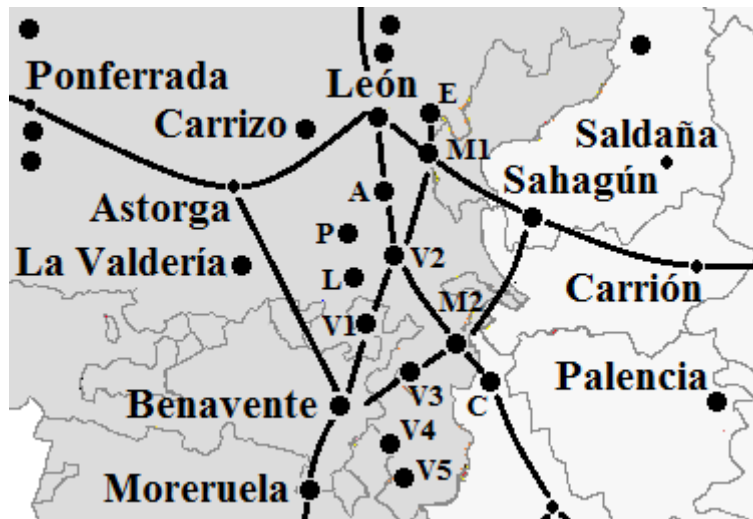 Ponferrada
León
E
Carrizo
M1
Saldaña
Sahagún
A
Astorga
P
V2
La Valdería
L
Carrión
M2
V1
Palencia
V3
Benavente
C
V4
V5
Moreruela